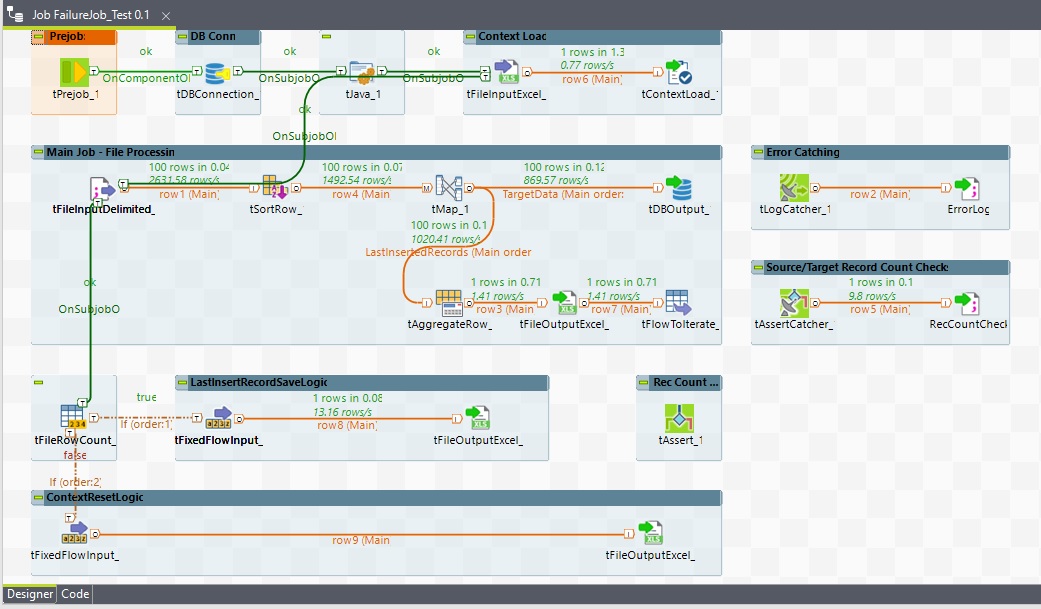 Job FailureJob_Test 0.1
Prejob:
DB Conn
Context Load
ok
ok
ok
1 rows in 1.3
0.77 rows/s
OnComponentOl
OnSubjobO
OnSubjobO
row6 (Main)
tPrejob_1
tDBConnection_
tJava_1
tFileInputExcel_
tContextLoad_
ok
OnSubjobOl
Main Job - File Processin
Error Catching
100 rows in 0.04
2631.58 rows/s
100 rows in 0.07
1492.54 rows/s
100 rows in 0.12
869.57 rows/s
row1 (Main)
row4 (Main
TargetData (Main order:
row2 (Main)
tFileInputDelimited_
tSortRow_
tMap_1
tDBOutput_
tLogCatcher_1
ErrorLog
100 rows in 0.1
1020.41 rows/s
LastInsertedRecords (Main order
Source/Target Record Count Check:
ok
1 rows in 0.71
1.41 rows/s
1 rows in 0.71
1.41 rows/s
1 rows in 0.1
9.8 rows/s
OnSubjobO
row3 (Main)
row7 (Main)
row5 (Main)
tAggregateRow_
tFileOutputExcel_
tFlowToIterate_
tAssertCatcher_
RecCountCheck
LastInsertRecordSaveLogic
Rec Count ...
true
1 rows in 0.08
13.16 rows/s
If (order:1)
row8 (Main)
tFileRowCount_
tFixedFlowInput_
tFileOutputExcel_
tAssert_1
false
If (order:2)
ContextResetLogic
row9 (Main
tFixedFlowInput_
tFileOutputExcel_
Designer
Code